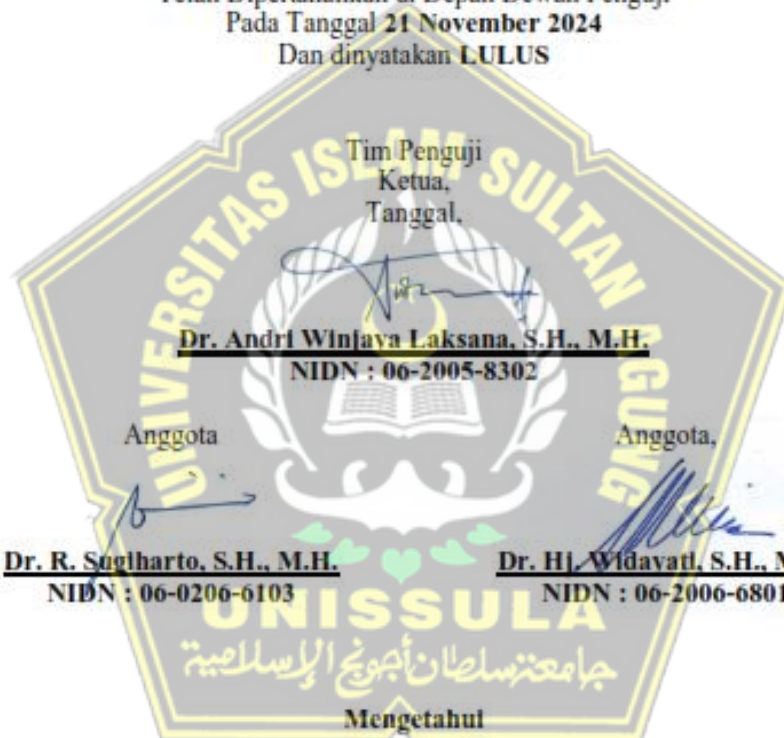 Telah Dipertahankan di Depan Dewan Penguji
Pada Tanggal 21 November 2024
Dan dinyatakan LULUS
UNIVERSITAS ISLAM SULTAN AGUNG
Tim Penguji
Ketua,
Tanggal,
Dr. Andri Winjaya Laksana, S.H., M.H.
NIDN : 06-2005-8302
Anggota
Anggota,
Dr. R. Sugiharto, S.H., M.H.
Dr. Hj. Widayati, S.H., M
NIDN : 06-0206-6103
NIDN : 06-2006-6801
UNISSULA
جامعة سلطان أجونج الإسلامية
Mengetahui